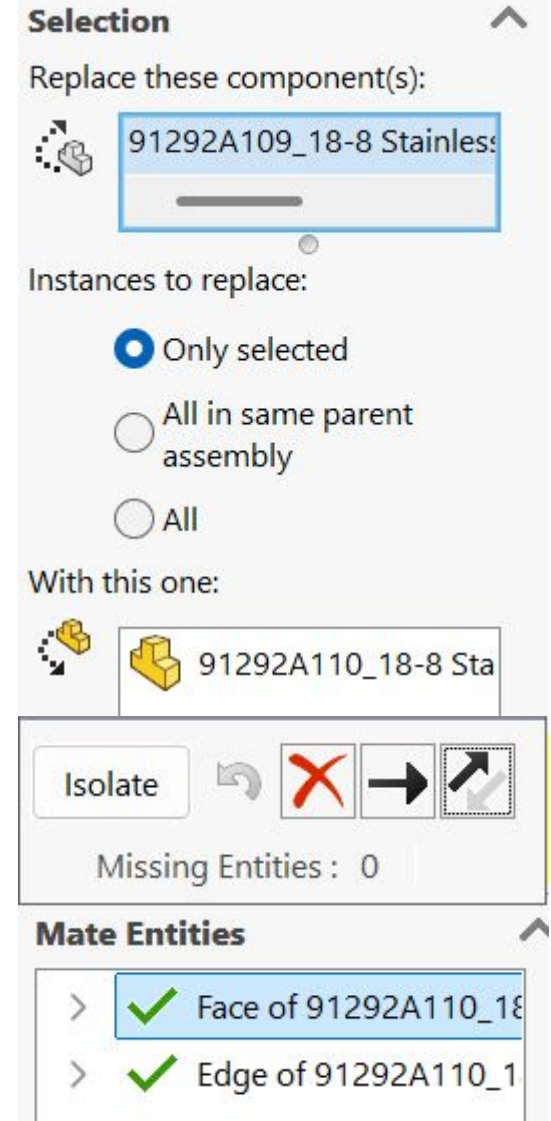 Selection
Replace these component(s):
91292A109_18-8 Stainles
Instances to replace:
Only selected
All in same parent
assembly
All
With this one:
91292A110_18-8 Sta
Isolate
Missing Entities : 0
Mate Entities
Face of 91292A110_18
Edge of 91292A110_1